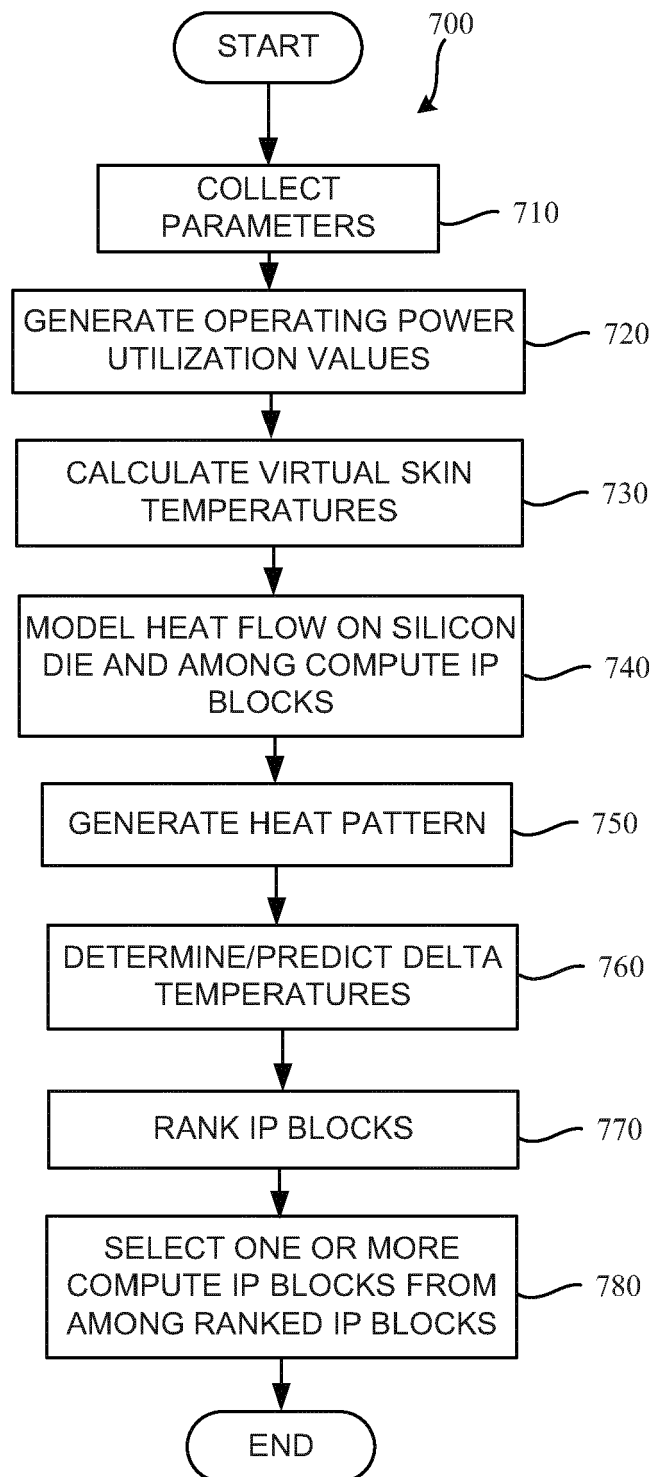 START
700
COLLECT
PARAMETERS
710
GENERATE OPERATING POWER
UTILIZATION VALUES
720
CALCULATE VIRTUAL SKIN
TEMPERATURES
730
MODEL HEAT FLOW ON SILICON
DIE AND AMONG COMPUTE IP
BLOCKS
740
GENERATE HEAT PATTERN
750
DETERMINE/PREDICT DELTA
TEMPERATURES
760
RANK IP BLOCKS
770
SELECT ONE OR MORE
COMPUTE IP BLOCKS FROM
AMONG RANKED IP BLOCKS
780
END